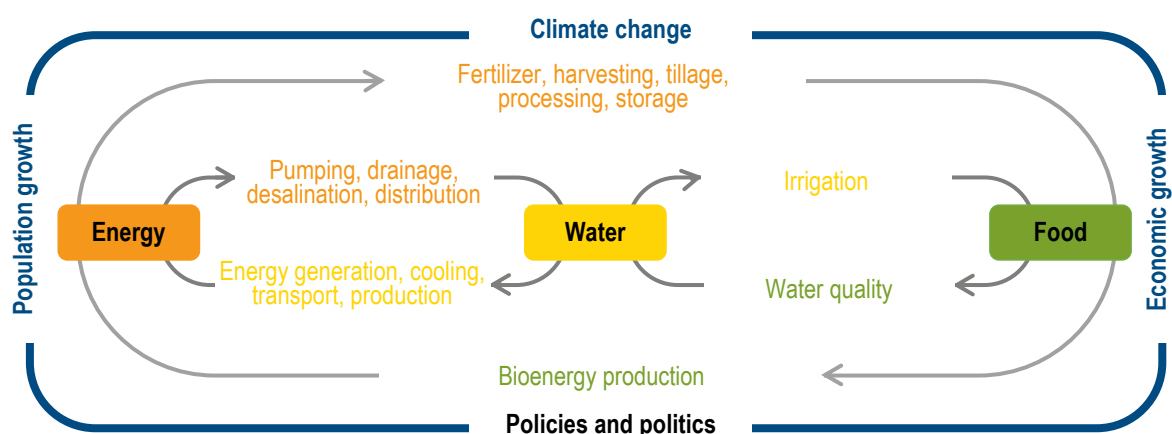 Climate change
Fertilizer, harvesting, tillage,
processing, storage
Population growth
Economic growth
Pumping, drainage,
desalination, distribution
Irrigation
Energy
Water
Food
Energy generation, cooling,
transport, production
Water quality
Bioenergy production
Policies and politics